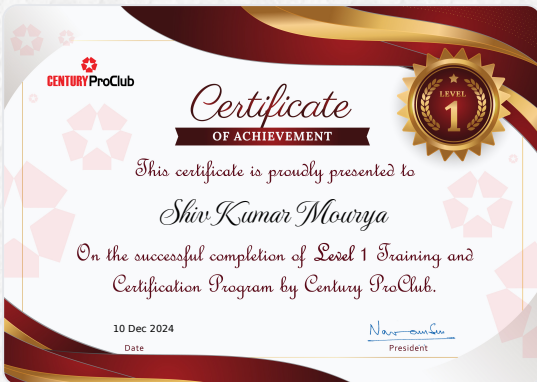 CENTURY ProClub
Certificate
OF ACHIEVEMENT
LEVEL
1
This certificate is proudly presented to
Shiv Kumar Mourya
On the successful completion of Level 1 Training and
Certification Program by Century ProClub.
10 Dec 2024
Date
President